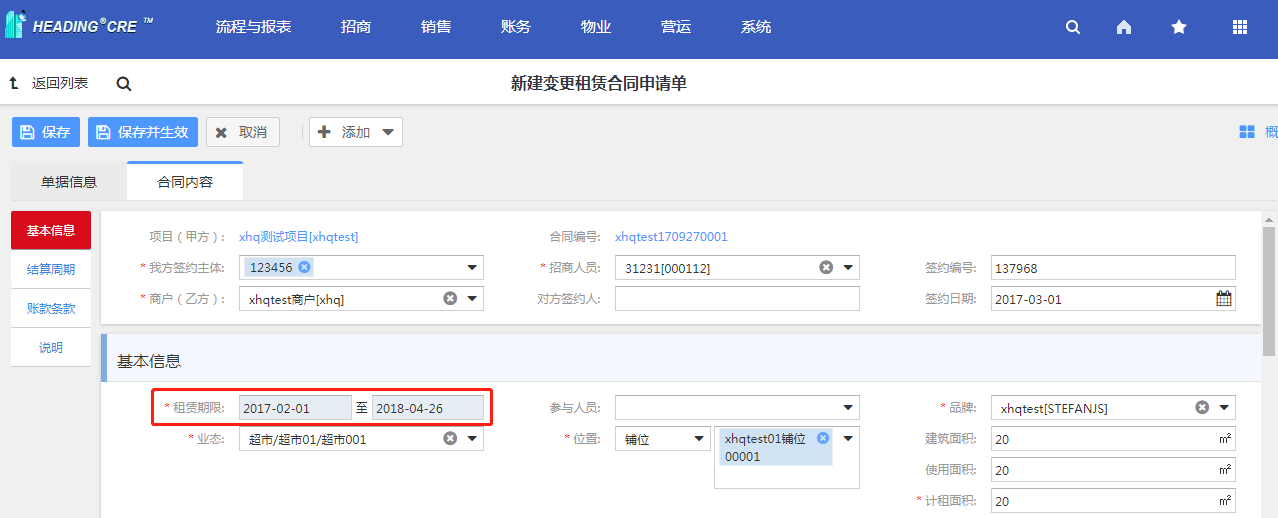 HEADING®CRE ™ 流程与报表 招商 销售 账务 物业 营运 系统
返回列表 新建变更租赁合同申请单
保存 保存并生效 取消 添加 概
单据信息 合同内容
基本信息
结算周期
账款条款
说明
项目（甲方）: xhq测试项目[xhqtest] 合同编号: xhqtest1709270001
* 我方签约主体: 123456 * 招商人员: 31231[000112] 签约编号: 137968
* 商户（乙方）: xhqtest商户[xhq] 对方签约人: 签约日期: 2017-03-01
基本信息
* 租赁期限: 2017-02-01 至 2018-04-26 参与人员: * 品牌: xhqtest[STEFANJS]
* 业态: 超市/超市01/超市001 * 位置: 铺位 xhqtest01铺位 建筑面积: 20 ㎡
00001
使用面积: 20 ㎡
* 计租面积: 20 ㎡